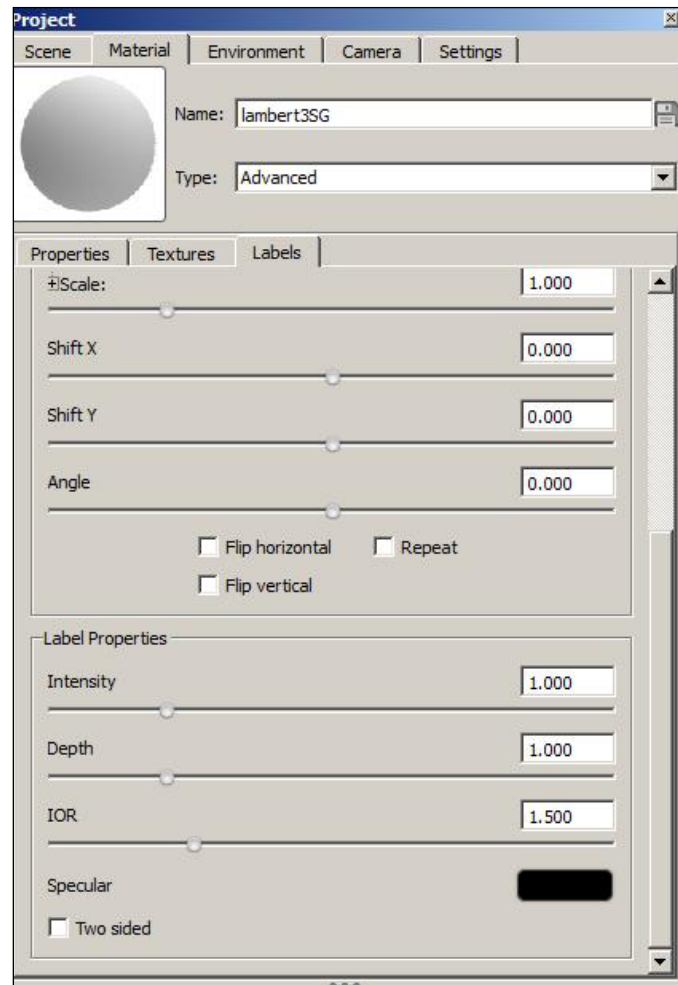 Project
Scene Material Environment Camera Settings
Name: lambert3SG
Type: Advanced
Properties Textures Labels
Scale: 1.000
Shift X 0.000
Shift Y 0.000
Angle 0.000
Flip horizontal Repeat
Flip vertical
Label Properties
Intensity 1.000
Depth 1.000
IOR 1.500
Specular
Two sided